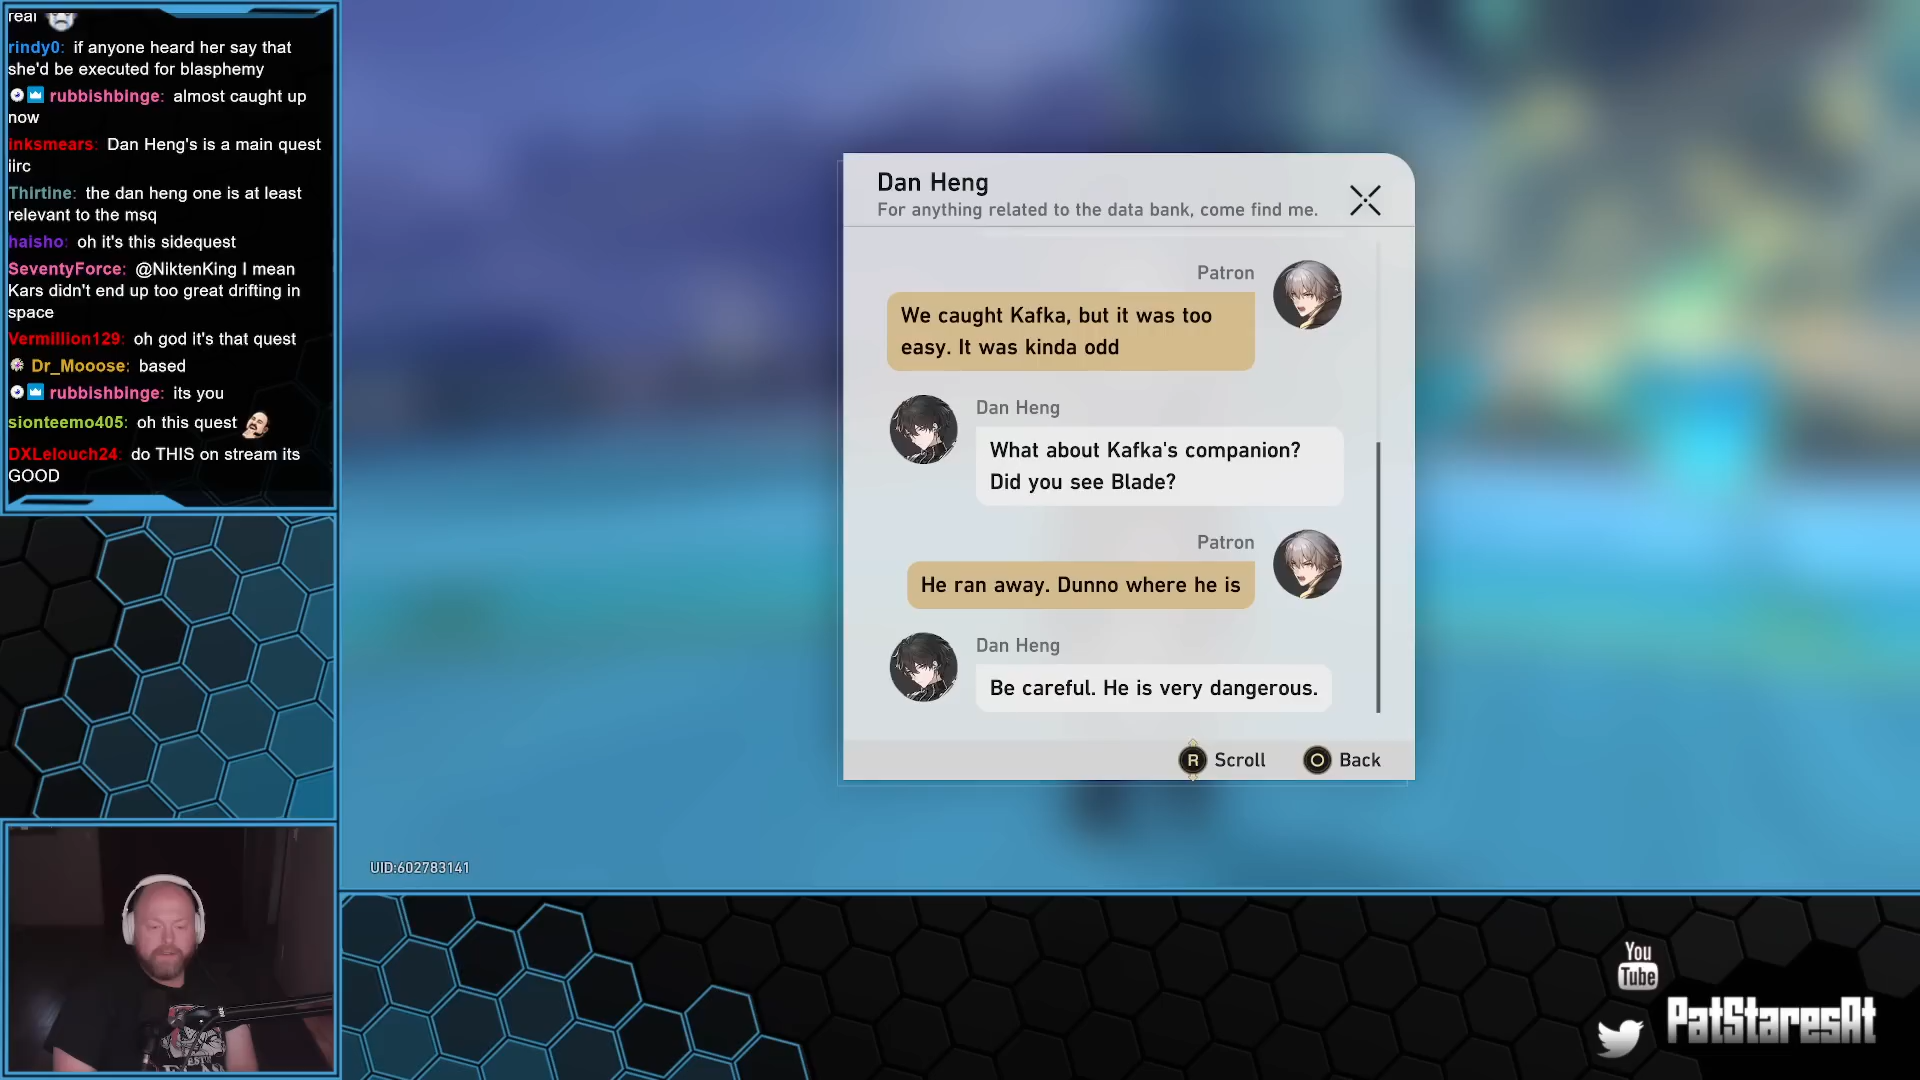 real
rindy0: if anyone heard her say that
she'd be executed for blasphemy
rubbishbinge: almost caught up
now
inksmears: Dan Heng's is a main quest
iirc
Thirtine: the dan heng one is at least
relevant to the msq
haisho: oh it's this sidequest
SeventyForce: @NiktenKing I mean
Kars didn't end up too great drifting in
space
Vermillion129: oh god it's that quest
Dr_Mooose: based
rubbishbinge: its you
sionteemo405: oh this quest
DXLelouch24: do THIS on stream its
GOOD
Dan Heng
For anything related to the data bank, come find me.
Patron
We caught Kafka, but it was too
easy. It was kinda odd
Dan Heng
What about Kafka's companion?
Did you see Blade?
Patron
He ran away. Dunno where he is
Dan Heng
Be careful. He is very dangerous.
R Scroll
Back
UID:602783141
You
Tube
PatStaresAt